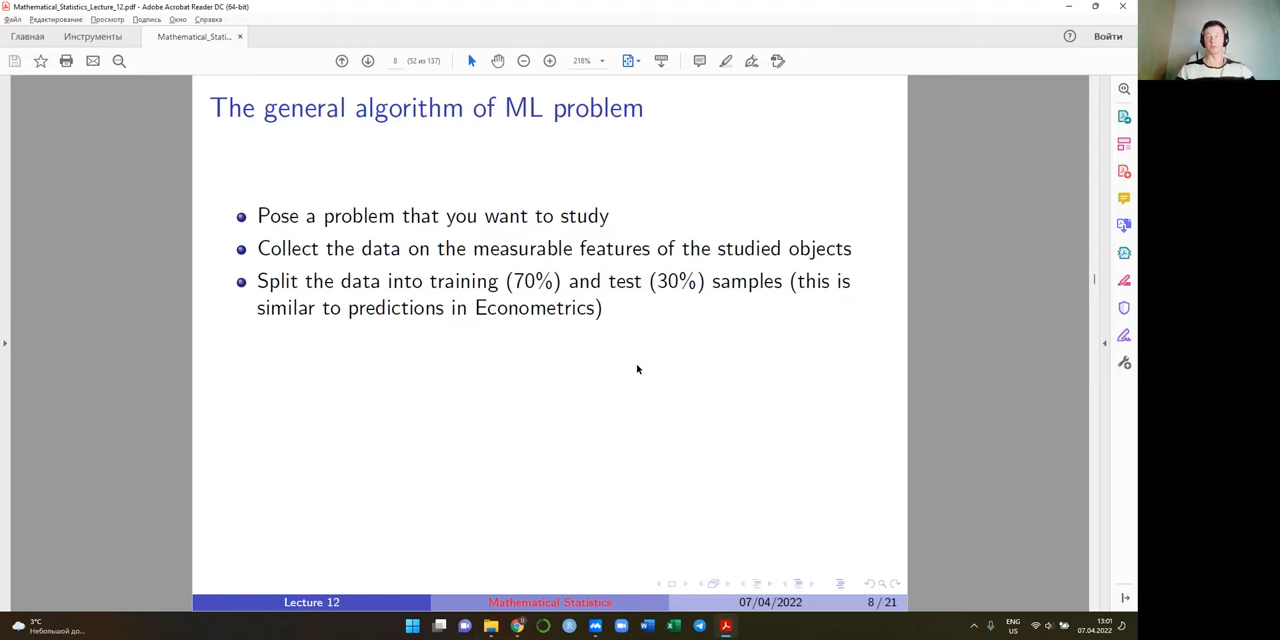 Mathematical_Statistics_Lecture_12.pdf - Adobe Acrobat Reader DC (64-bit)
Файл Редактирование Просмотр Подпись Окно Справка
Главная Инструменты Mathematical_Stati... ×
Войти
8 (52 из 137) 218%
The general algorithm of ML problem
Pose a problem that you want to study
Collect the data on the measurable features of the studied objects
Split the data into training (70%) and test (30%) samples (this is
similar to predictions in Econometrics)
Lecture 12 Mathematical Statistics 07/04/2022 8 / 21
3°C
Небольшой до...
ENG
US
13:01
07.04.2022